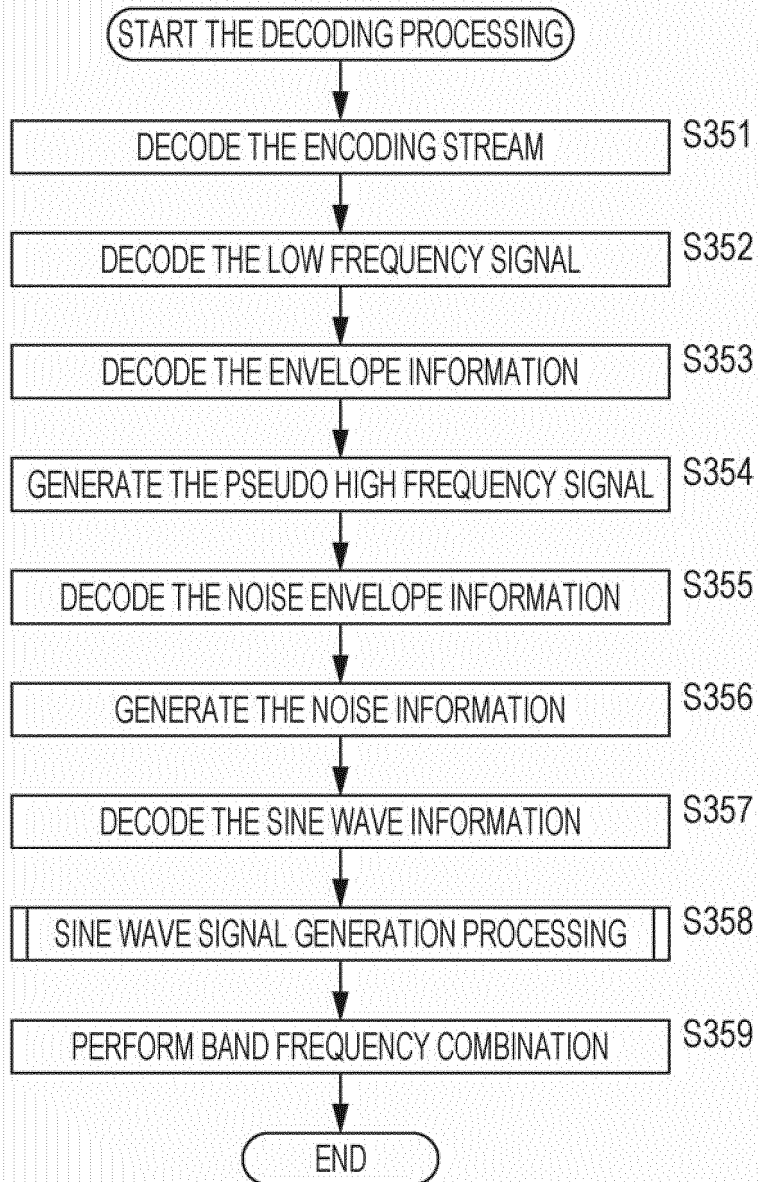 START THE DECODING PROCESSING
DECODE THE ENCODING STREAM S351
DECODE THE LOW FREQUENCY SIGNAL S352
DECODE THE ENVELOPE INFORMATION S353
GENERATE THE PSEUDO HIGH FREQUENCY SIGNAL S354
DECODE THE NOISE ENVELOPE INFORMATION S355
GENERATE THE NOISE INFORMATION S356
DECODE THE SINE WAVE INFORMATION S357
SINE WAVE SIGNAL GENERATION PROCESSING S358
PERFORM BAND FREQUENCY COMBINATION S359
END